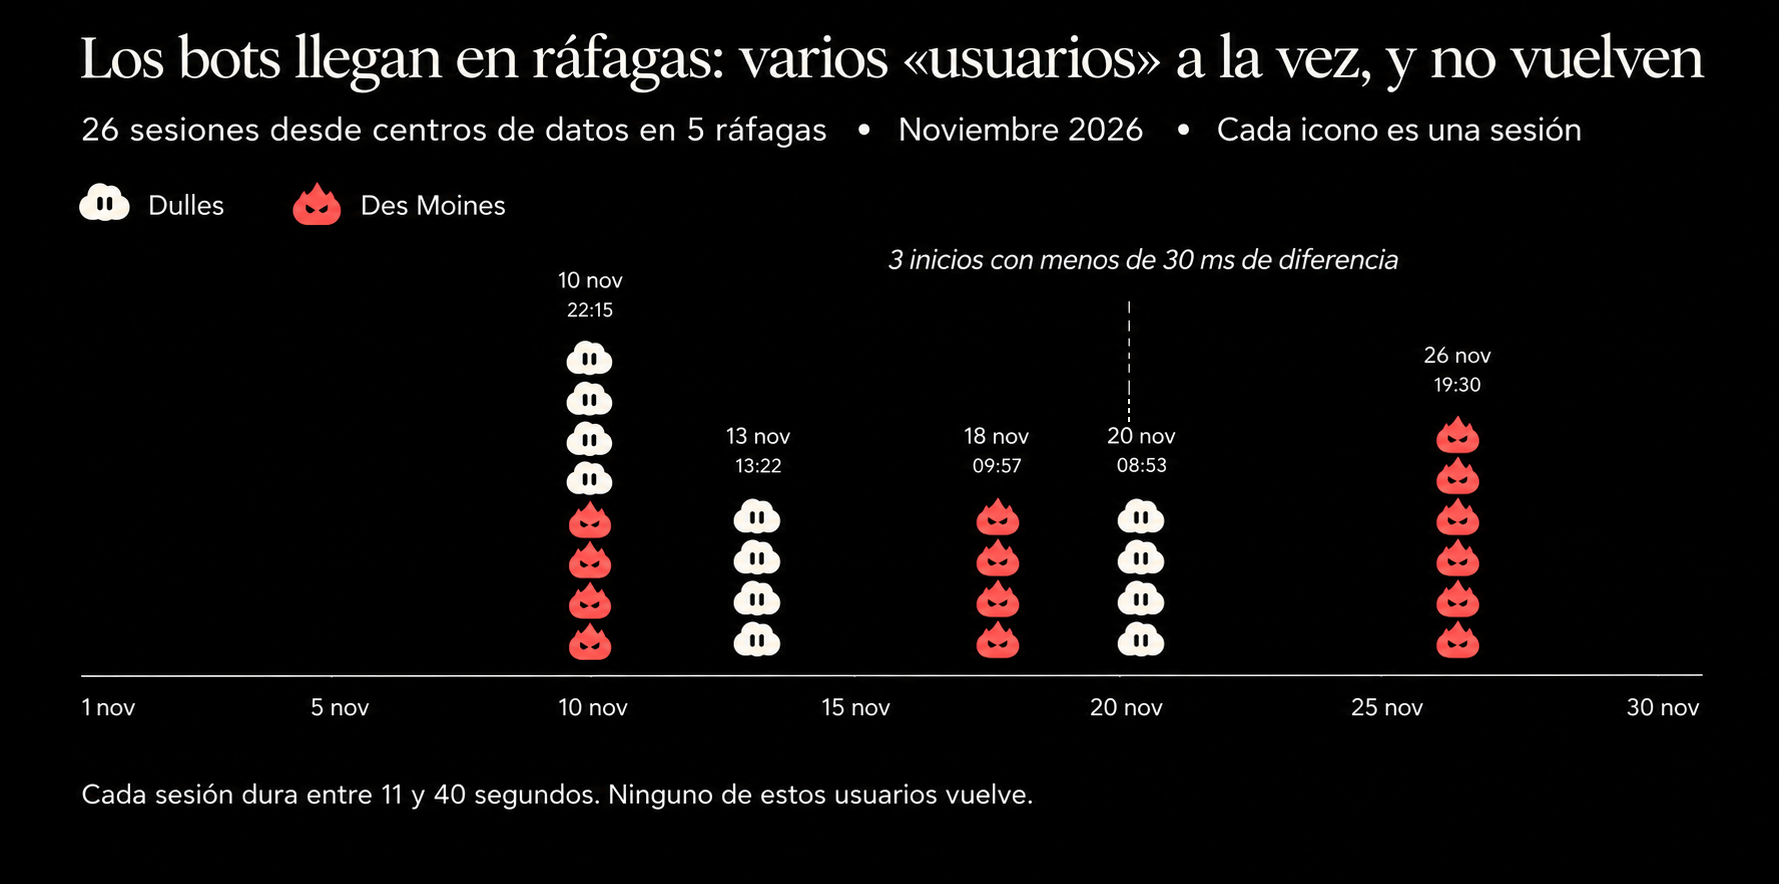 Los bots llegan en ráfagas: varios «usuarios» a la vez, y no vuelven
26 sesiones desde centros de datos en 5 ráfagas • Noviembre 2026 • Cada icono es una sesión
Dulles
Des Moines
3 inicios con menos de 30 ms de diferencia
10 nov
22:15
26 nov
19:30
13 nov
13:22
18 nov
09:57
20 nov
08:53
1 nov
5 nov
10 nov
15 nov
20 nov
25 nov
30 nov
Cada sesión dura entre 11 y 40 segundos. Ninguno de estos usuarios vuelve.